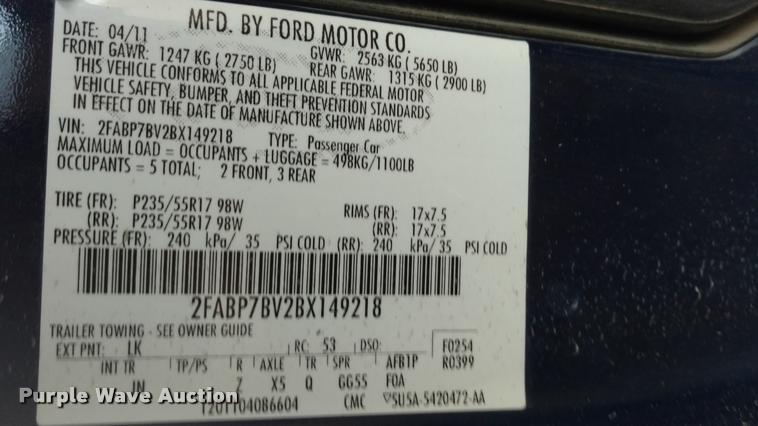 MFD. BY FORD MOTOR CO.
DATE: 04/11 GVWR: 2563 KG ( 5650 LB)
FRONT GAWR: 1247 KG ( 2750 LB) REAR GAWR: 1315 KG ( 2900 LB)
THIS VEHICLE CONFORMS TO ALL APPLICABLE FEDERAL MOTOR
VEHICLE SAFETY, BUMPER, AND THEFT PREVENTION STANDARDS
IN EFFECT ON THE DATE OF MANUFACTURE SHOWN ABOVE.
VIN: 2FABP7BV2BX149218 TYPE: Passenger Car
MAXIMUM LOAD = OCCUPANTS + LUGGAGE = 498KG/1100LB
OCCUPANTS = 5 TOTAL; 2 FRONT, 3 REAR
TIRE (FR): P235/55R17 98W RIMS (FR): 17x7.5
(RR): P235/55R17 98W (RR): 17x7.5
PRESSURE (FR): 240 kPa/ 35 PSI COLD (RR): 240 kPa/ 35 PSI COLD
2FABP7BV2BX149218
TRAILER TOWING - SEE OWNER GUIDE
EXT PNT: LK RC: 53 DSO: F0254
INT TR TP/PS R AXLE TR SPR AFB1P R0399
IN Z X5 Q GG55 FOA
T20110408660 4 CMC 5U5A-5420472-AA
Purple Wave Auction